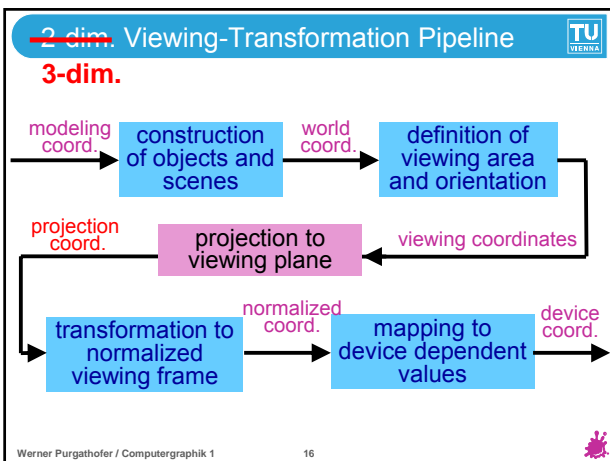 2-dim. Viewing-Transformation Pipeline
TU
VIENNA
3-dim.
modeling
coord.
construction
of objects and
scenes
world
coord.
definition of
viewing area
and orientation
projection
coord.
projection to
viewing plane
viewing coordinates
transformation to
normalized
viewing frame
normalized
coord.
mapping to
device dependent
values
device
coord.
Werner Purgathofer / Computergraphik 1
16